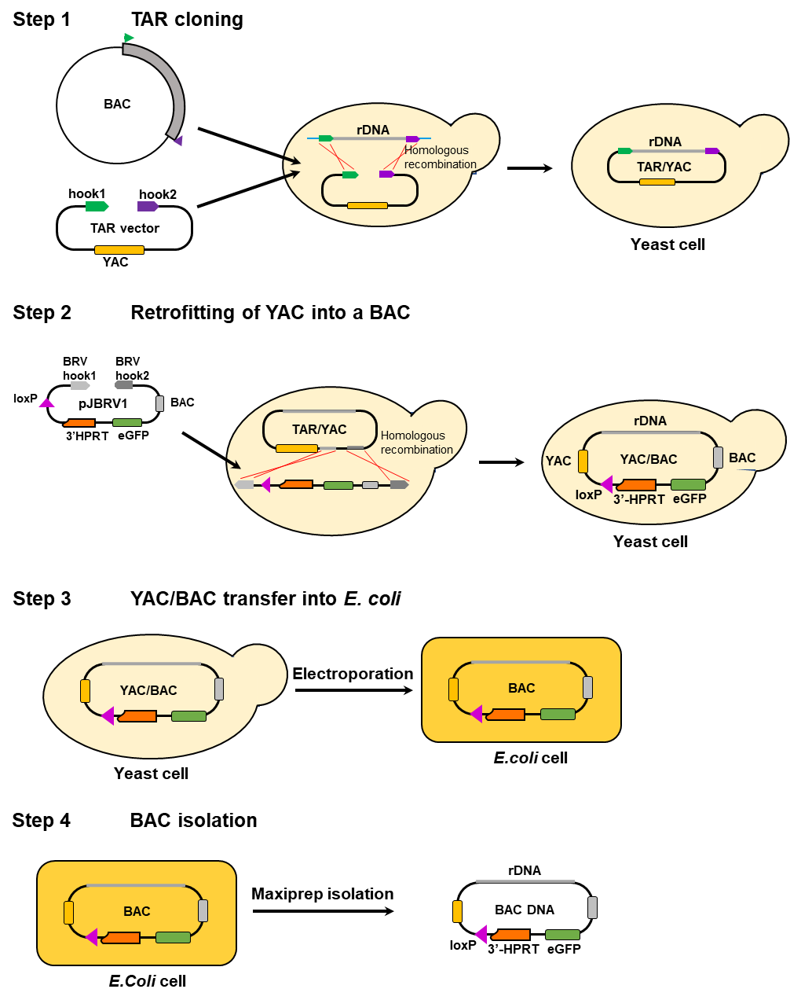 Step 1 TAR cloning
BAC
rDNA
Homologous
recombination
rDNA
TAR/YAC
hook1 hook2
TAR vector
YAC
Yeast cell
Step 2 Retrofitting of YAC into a BAC
BRV BRV
hook1 hook2
loxP pJBRV1 BAC
3'HPRT eGFP
TAR/YAC
Homologous
recombination
rDNA
YAC YAC/BAC BAC
loxP 3'-HPRT eGFP
Yeast cell
Step 3 YAC/BAC transfer into E. coli
YAC/BAC
Electroporation
BAC
Yeast cell
E.coli cell
Step 4 BAC isolation
BAC
Maxiprep isolation
rDNA
BAC DNA
loxP 3'-HPRT eGFP
E.Coli cell